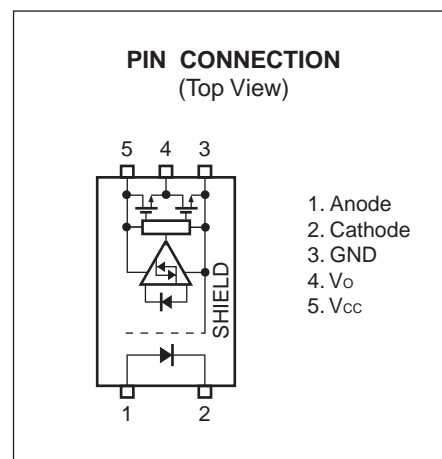 PIN CONNECTION
(Top View)
5 4 3
SHIELD
1 2
1. Anode
2. Cathode
3. GND
4. VO
5. VCC